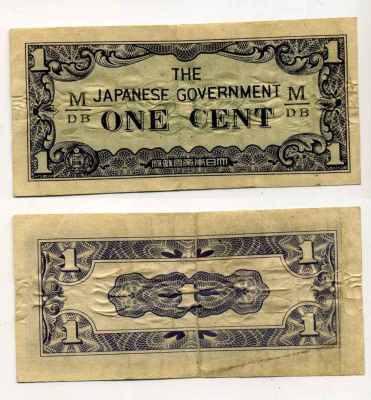 1 1
THE
JAPANESE GOVERNMENT
M M
DB DB
ONE CENT
1 1
府政國帝本日大
1 1
1
1 1